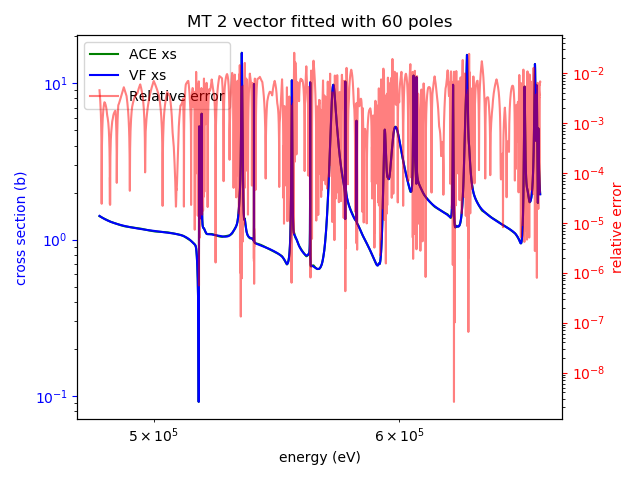 MT 2 vector fitted with 60 poles
ACE xs
VF xs
Relative error
cross section (b)
10¹
10⁰
10⁻¹
10⁻²
10⁻³
10⁻⁴
10⁻⁵
10⁻⁶
10⁻⁷
10⁻⁸
relative error
5 × 10⁵
6 × 10⁵
energy (eV)